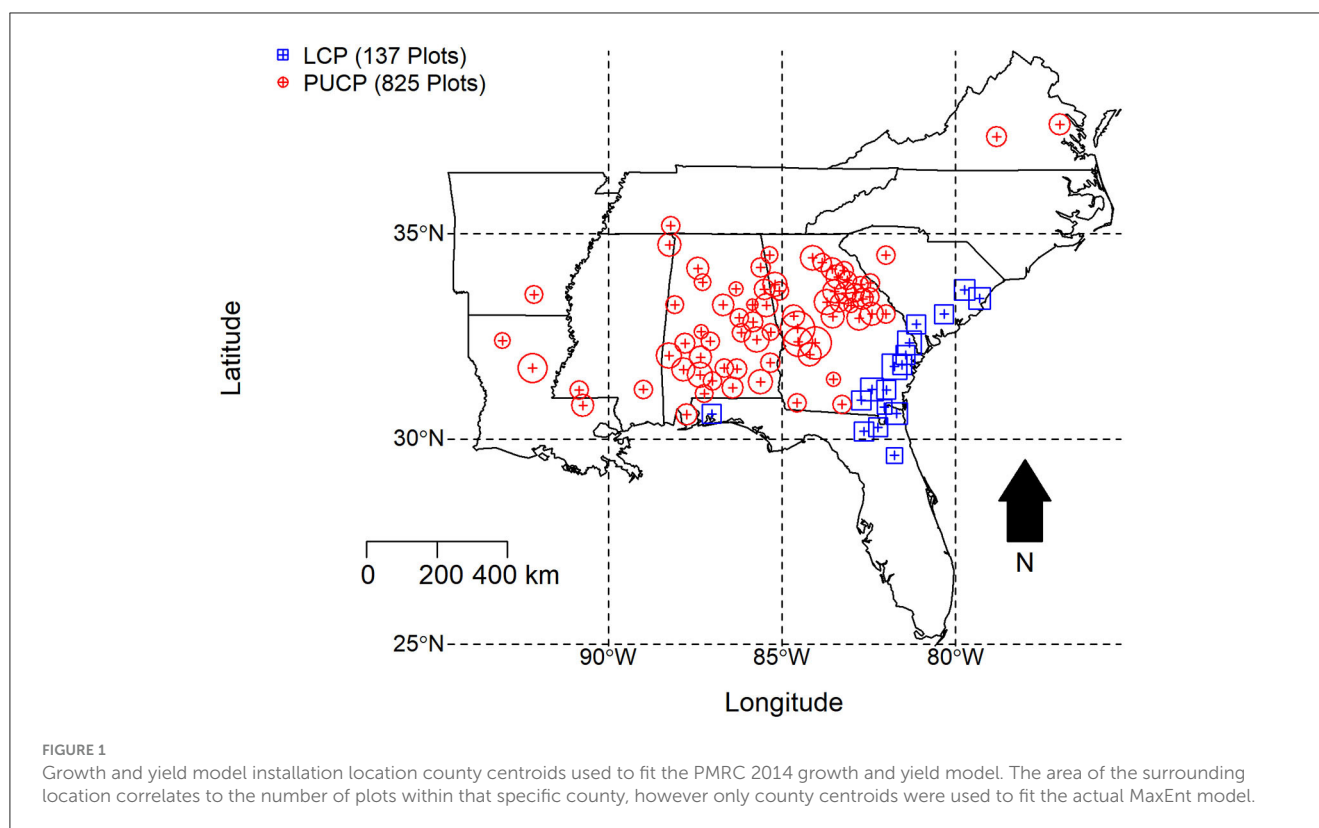 LCP (137 Plots)
PUCP (825 Plots)
35°N
30°N
25°N
Latitude
90°W
85°W
80°W
Longitude
0 200 400 km
N
FIGURE 1
Growth and yield model installation location county centroids used to fit the PMRC 2014 growth and yield model. The area of the surrounding
location correlates to the number of plots within that specific county, however only county centroids were used to fit the actual MaxEnt model.